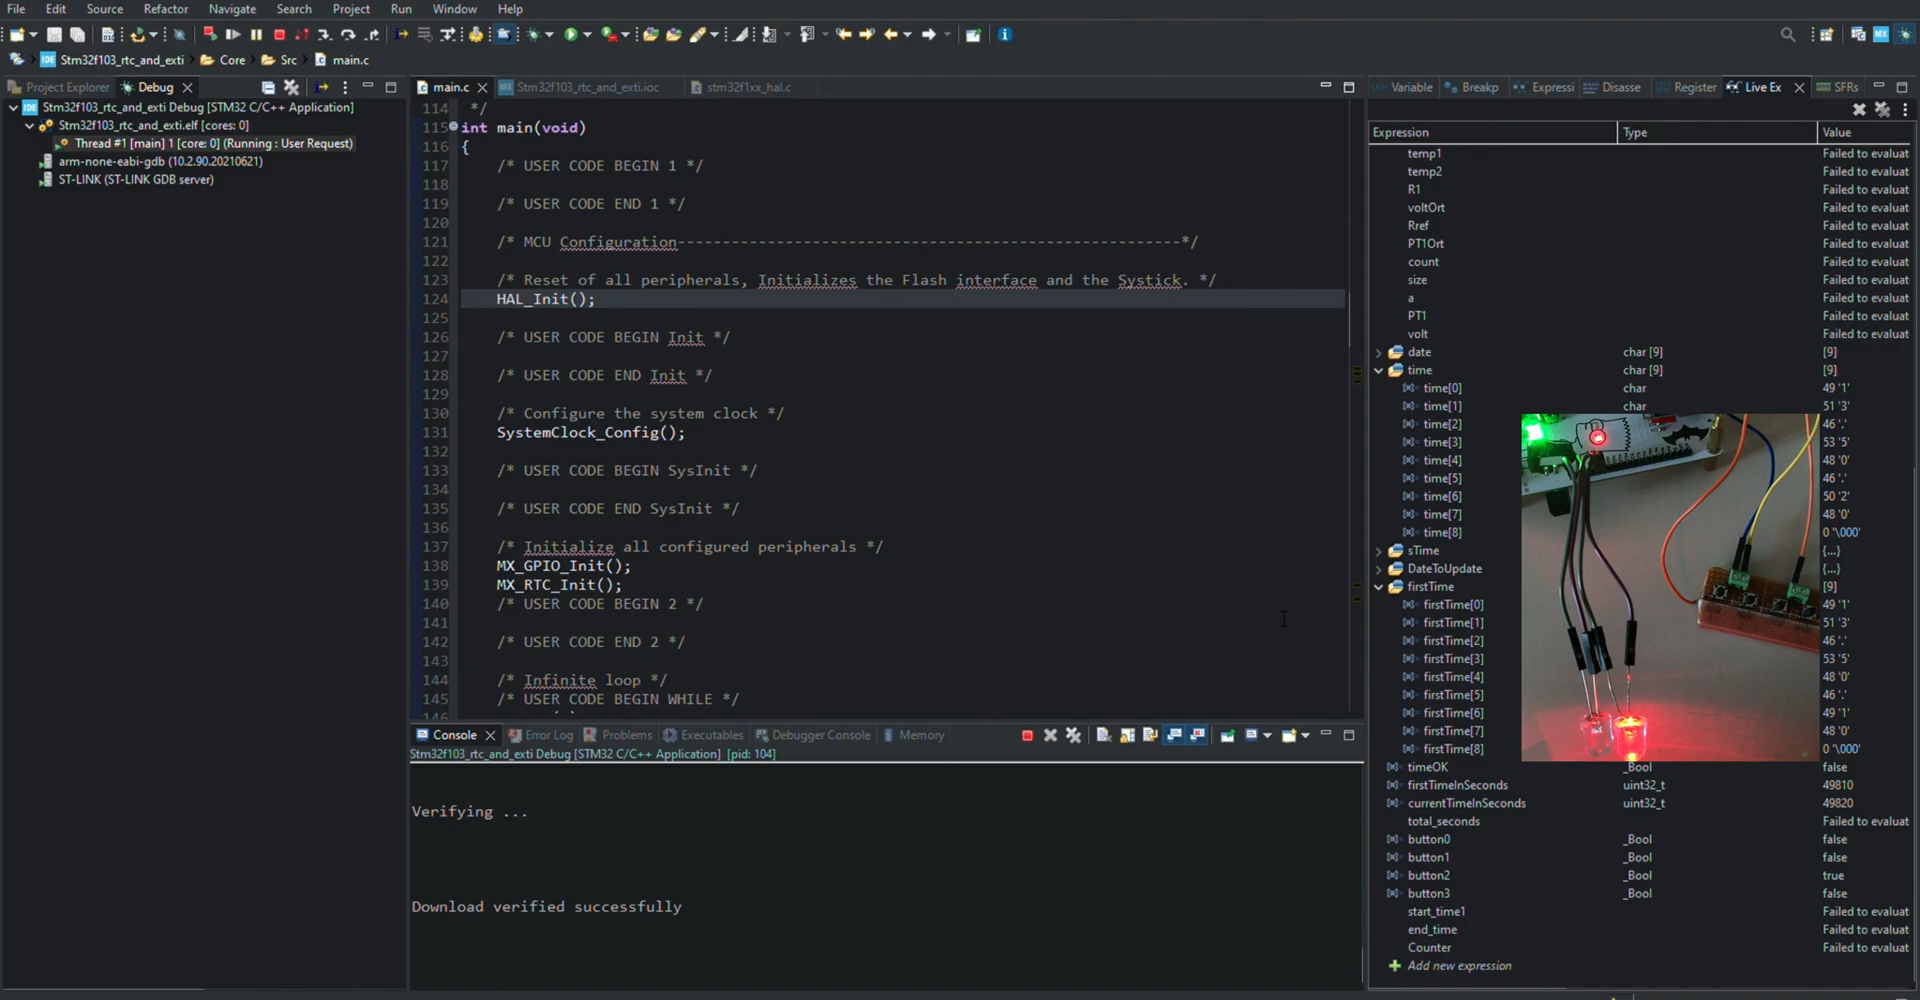 File Edit Source Refactor Navigate Search Project Run Window Help
IDE Stm32f103_rtc_and_exti Core Src main.c
Project Explorer Debug
Stm32f103_rtc_and_exti Debug [STM32 C/C++ Application]
Stm32f103_rtc_and_exti.elf [cores: 0]
Thread #1 [main] 1 [core: 0] (Running : User Request)
arm-none-eabi-gdb (10.2.90.20210621)
ST-LINK (ST-LINK GDB server)
main.c Stm32f103_rtc_and_exti.ioc stm32f1xx_hal.c
114 */
115 int main(void)
116 {
117 /* USER CODE BEGIN 1 */
118
119 /* USER CODE END 1 */
120
121 /* MCU Configuration--------------------------------------------------------*/
122
123 /* Reset of all peripherals, Initializes the Flash interface and the Systick. */
124 HAL_Init();
125
126 /* USER CODE BEGIN Init */
127
128 /* USER CODE END Init */
129
130 /* Configure the system clock */
131 SystemClock_Config();
132
133 /* USER CODE BEGIN SysInit */
134
135 /* USER CODE END SysInit */
136
137 /* Initialize all configured peripherals */
138 MX_GPIO_Init();
139 MX_RTC_Init();
140 /* USER CODE BEGIN 2 */
141
142 /* USER CODE END 2 */
143
144 /* Infinite loop */
145 /* USER CODE BEGIN WHILE */
Console Error Log Problems Executables Debugger Console Memory
Stm32f103_rtc_and_exti Debug [STM32 C/C++ Application] [pid: 104]
Verifying ...
Download verified successfully
Variable Breakp Expressi Disasse Register Live Ex SFRs
Expression Type Value
temp1 Failed to evaluat
temp2 Failed to evaluat
R1 Failed to evaluat
voltOrt Failed to evaluat
Rref Failed to evaluat
PT1Ort Failed to evaluat
count Failed to evaluat
size Failed to evaluat
a Failed to evaluat
PT1 Failed to evaluat
volt Failed to evaluat
date char [9] [9]
time char [9] [9]
time[0] char 49 '1'
time[1] char 51 '3'
time[2] 46 '.'
time[3] 53 '5'
time[4] 48 '0'
time[5] 46 '.'
time[6] 50 '2'
time[7] 48 '0'
time[8] 0 '\000'
sTime {...}
DateToUpdate {...}
firstTime [9]
firstTime[0] 49 '1'
firstTime[1] 51 '3'
firstTime[2] 46 '.'
firstTime[3] 53 '5'
firstTime[4] 48 '0'
firstTime[5] 46 '.'
firstTime[6] 49 '1'
firstTime[7] 48 '0'
firstTime[8] 0 '\000'
timeOK _Bool false
firstTimeInSeconds uint32_t 49810
currentTimeInSeconds uint32_t 49820
total_seconds Failed to evaluat
button0 _Bool false
button1 _Bool false
button2 _Bool true
button3 _Bool false
start_time1 Failed to evaluat
end_time Failed to evaluat
Counter Failed to evaluat
Add new expression